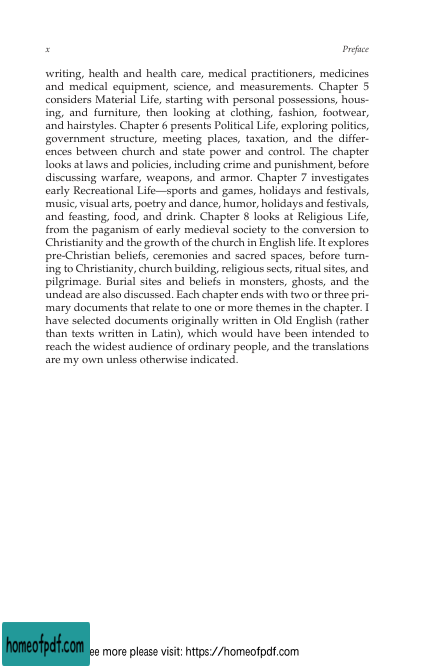 x Preface
writing, health and health care, medical practitioners, medicines
and medical equipment, science, and measurements. Chapter 5
considers Material Life, starting with personal possessions, hous-
ing, and furniture, then looking at clothing, fashion, footwear,
and hairstyles. Chapter 6 presents Political Life, exploring politics,
government structure, meeting places, taxation, and the differ-
ences between church and state power and control. The chapter
looks at laws and policies, including crime and punishment, before
discussing warfare, weapons, and armor. Chapter 7 investigates
early Recreational Life—sports and games, holidays and festivals,
music, visual arts, poetry and dance, humor, holidays and festivals,
and feasting, food, and drink. Chapter 8 looks at Religious Life,
from the paganism of early medieval society to the conversion to
Christianity and the growth of the church in English life. It explores
pre-Christian beliefs, ceremonies and sacred spaces, before turn-
ing to Christianity, church building, religious sects, ritual sites, and
pilgrimage. Burial sites and beliefs in monsters, ghosts, and the
undead are also discussed. Each chapter ends with two or three pri-
mary documents that relate to one or more themes in the chapter. I
have selected documents originally written in Old English (rather
than texts written in Latin), which would have been intended to
reach the widest audience of ordinary people, and the translations
are my own unless otherwise indicated.
homeofpdf.com ee more please visit: https://homeofpdf.com